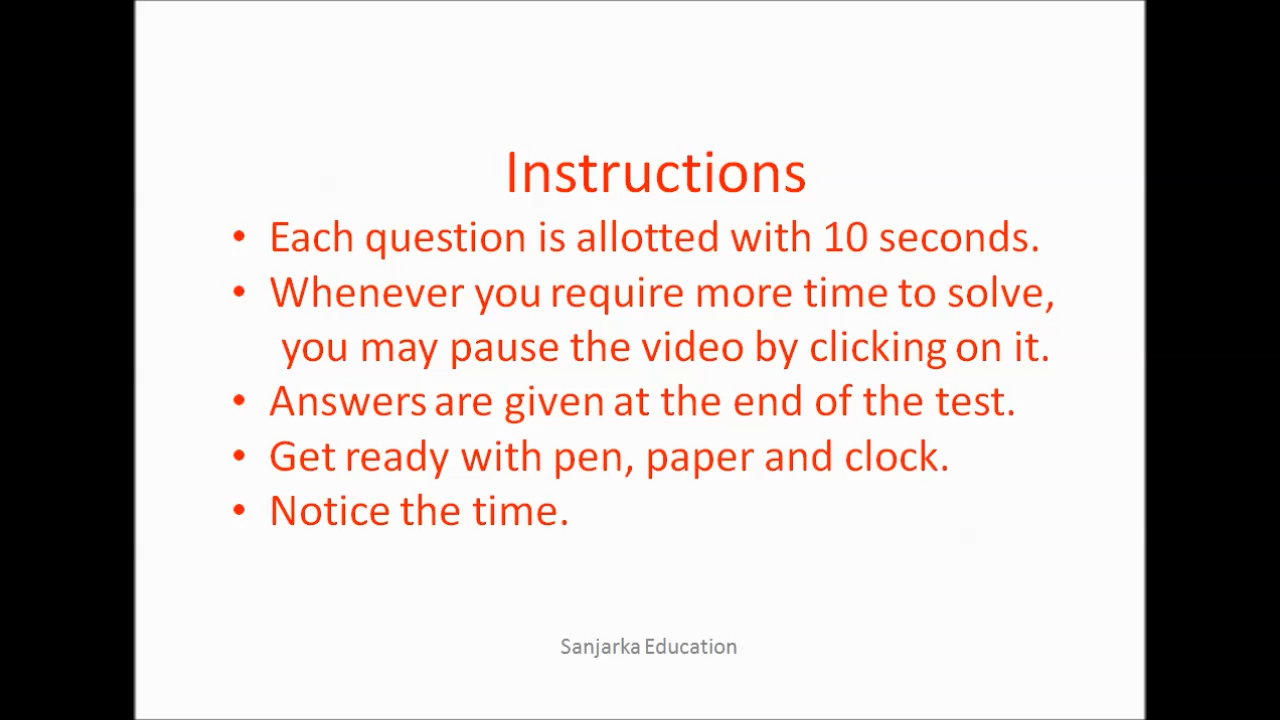 Instructions
• Each question is allotted with 10 seconds.
• Whenever you require more time to solve,
you may pause the video by clicking on it.
• Answers are given at the end of the test.
• Get ready with pen, paper and clock.
• Notice the time.
Sanjarka Education